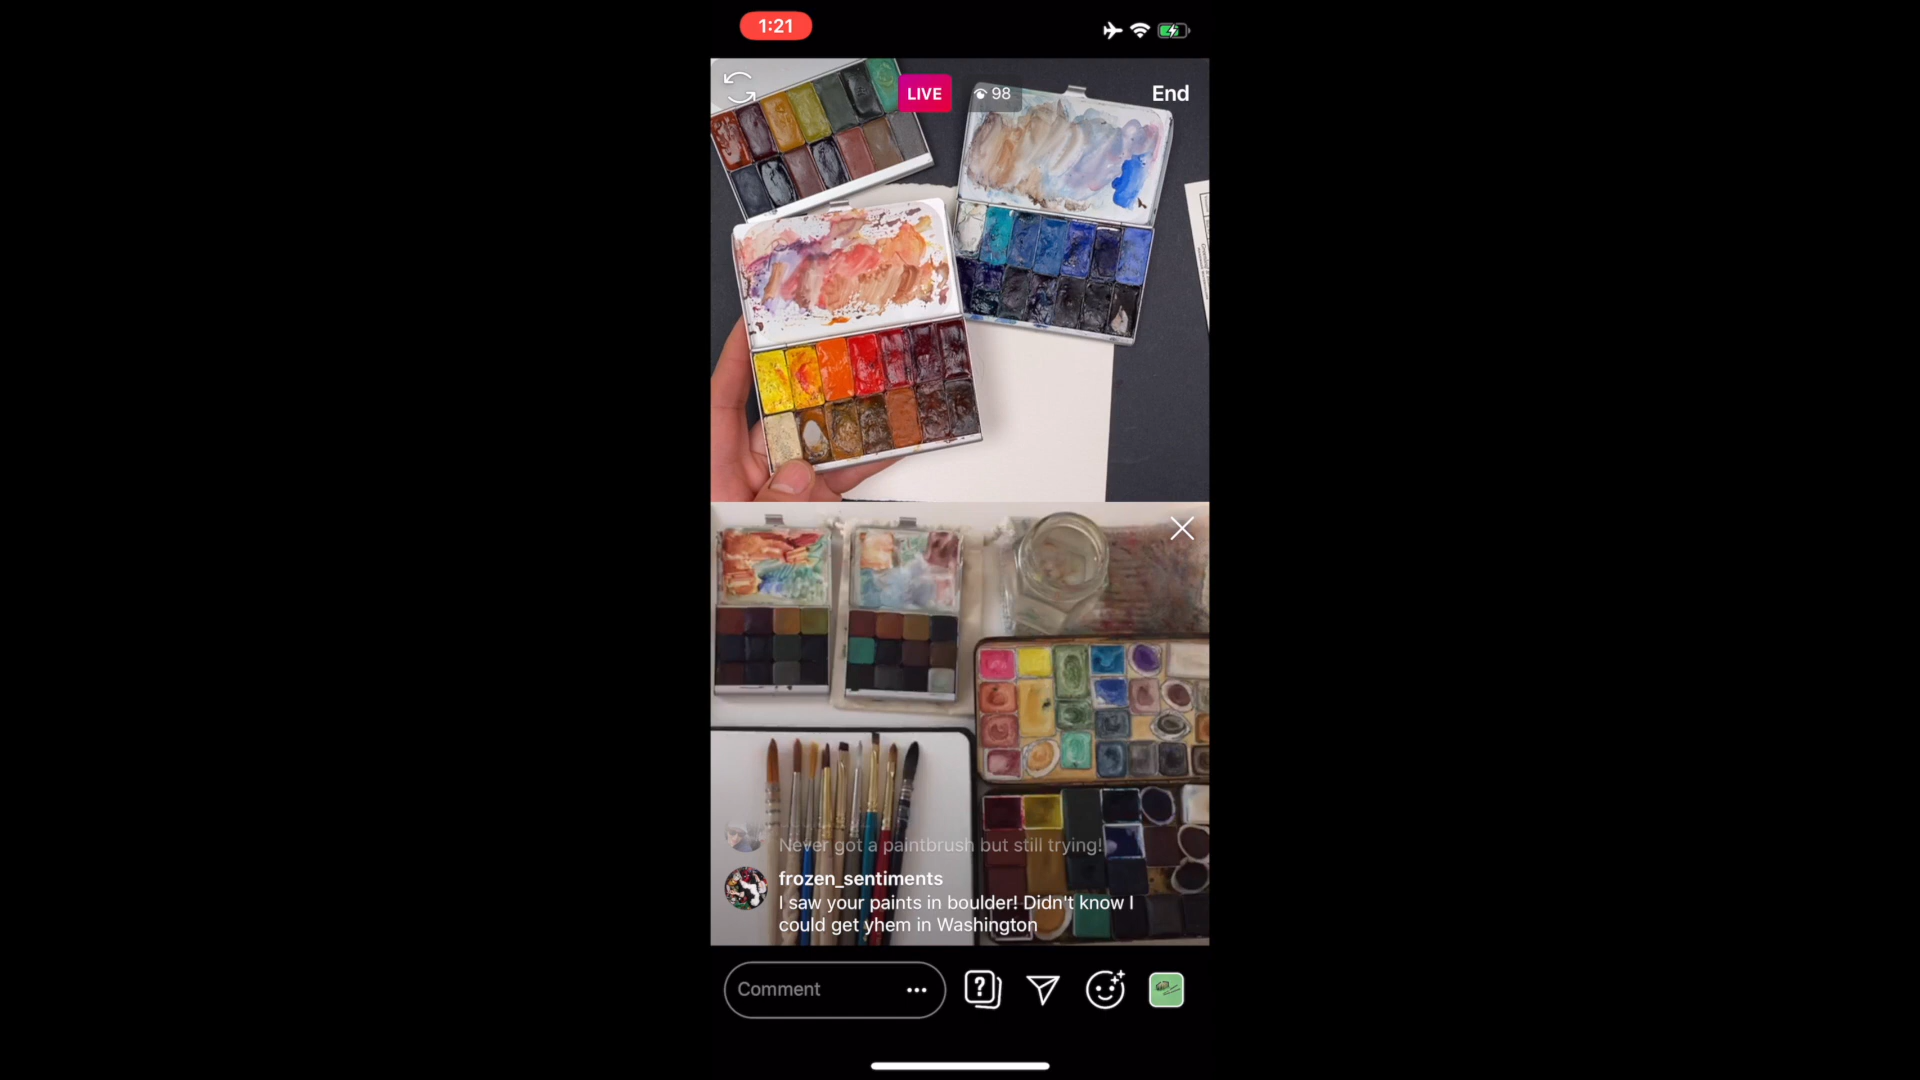 1:21
LIVE
98
End
Never got a paintbrush but still trying!
frozen_sentiments
I saw your paints in boulder! Didn't know I
could get yhem in Washington
Comment